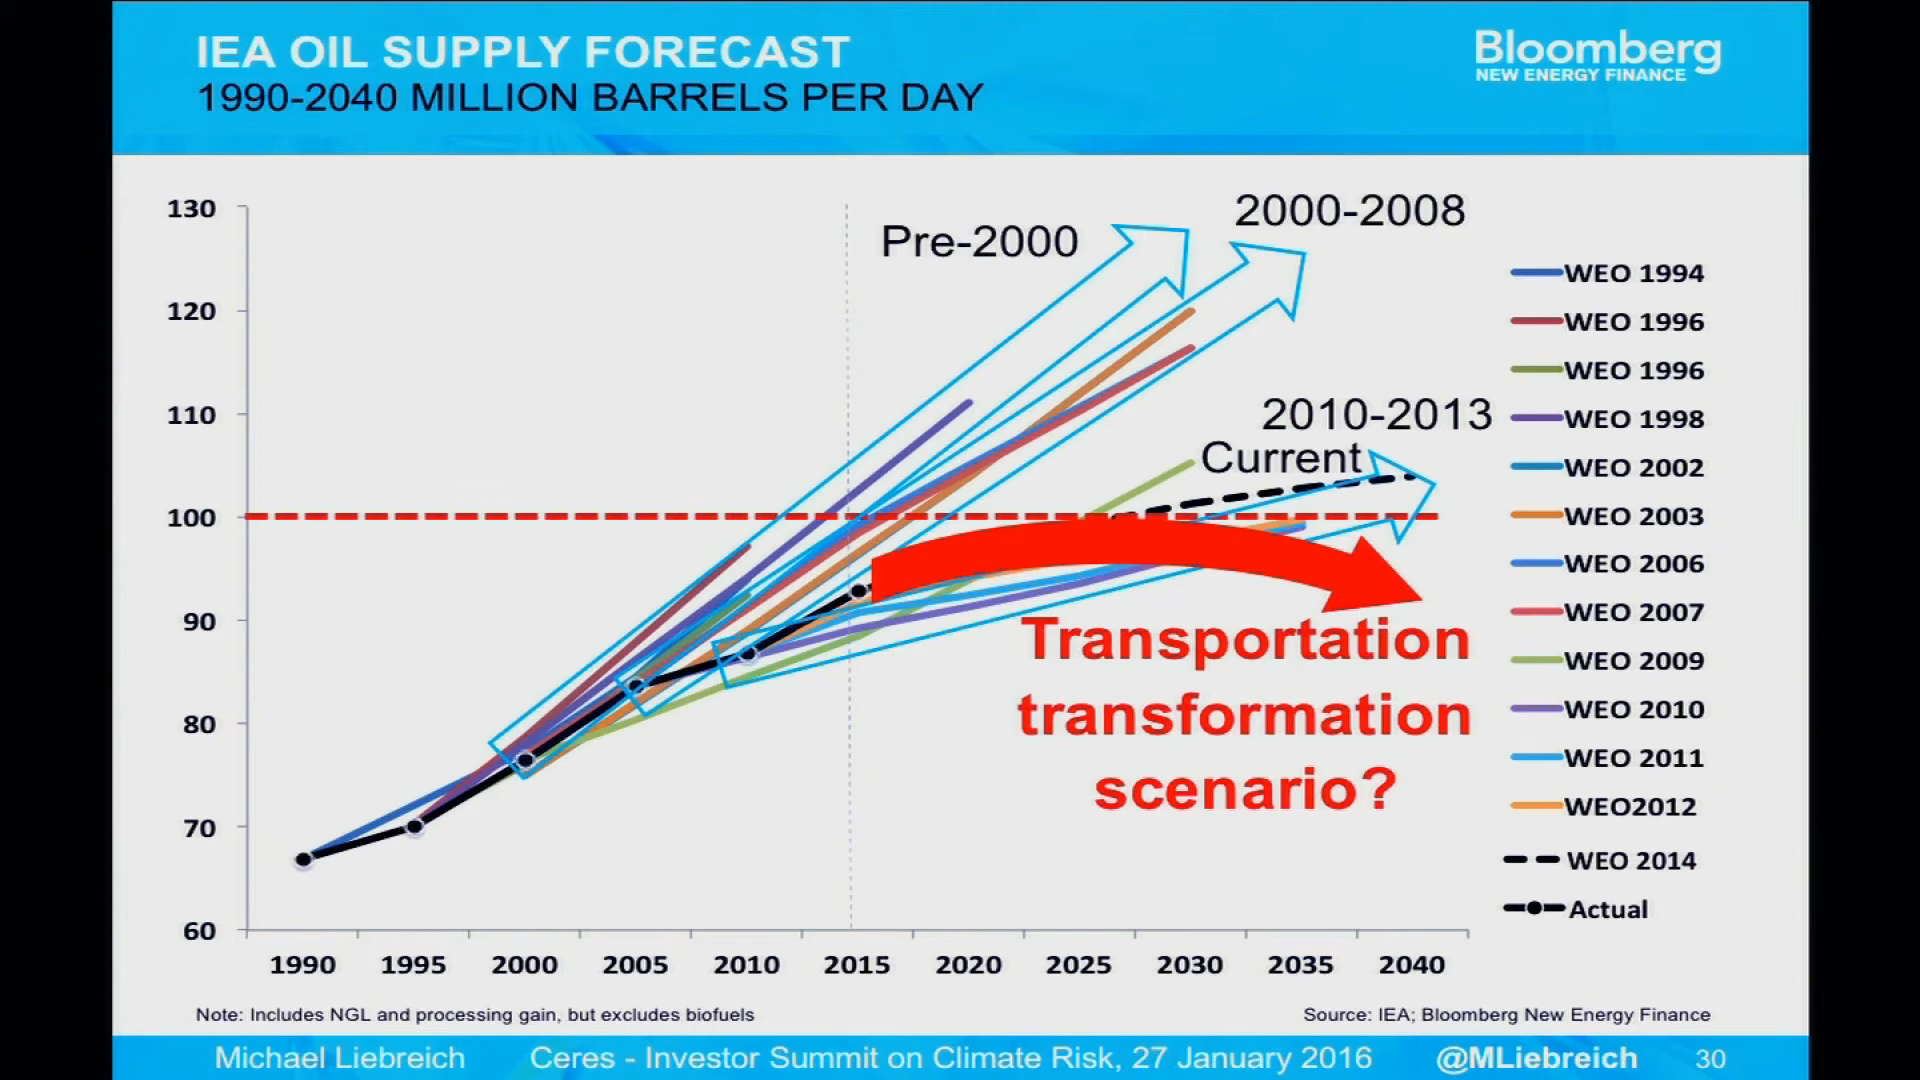 IEA OIL SUPPLY FORECAST
1990-2040 MILLION BARRELS PER DAY
Bloomberg
NEW ENERGY FINANCE
130
120
110
100
90
80
70
60
1990 1995 2000 2005 2010 2015 2020 2025 2030 2035 2040
Pre-2000
2000-2008
2010-2013
Current
Transportation
transformation
scenario?
WEO 1994
WEO 1996
WEO 1996
WEO 1998
WEO 2002
WEO 2003
WEO 2006
WEO 2007
WEO 2009
WEO 2010
WEO 2011
WEO2012
WEO 2014
Actual
Note: Includes NGL and processing gain, but excludes biofuels
Source: IEA; Bloomberg New Energy Finance
Michael Liebreich Ceres - Investor Summit on Climate Risk, 27 January 2016 @MLiebreich 30